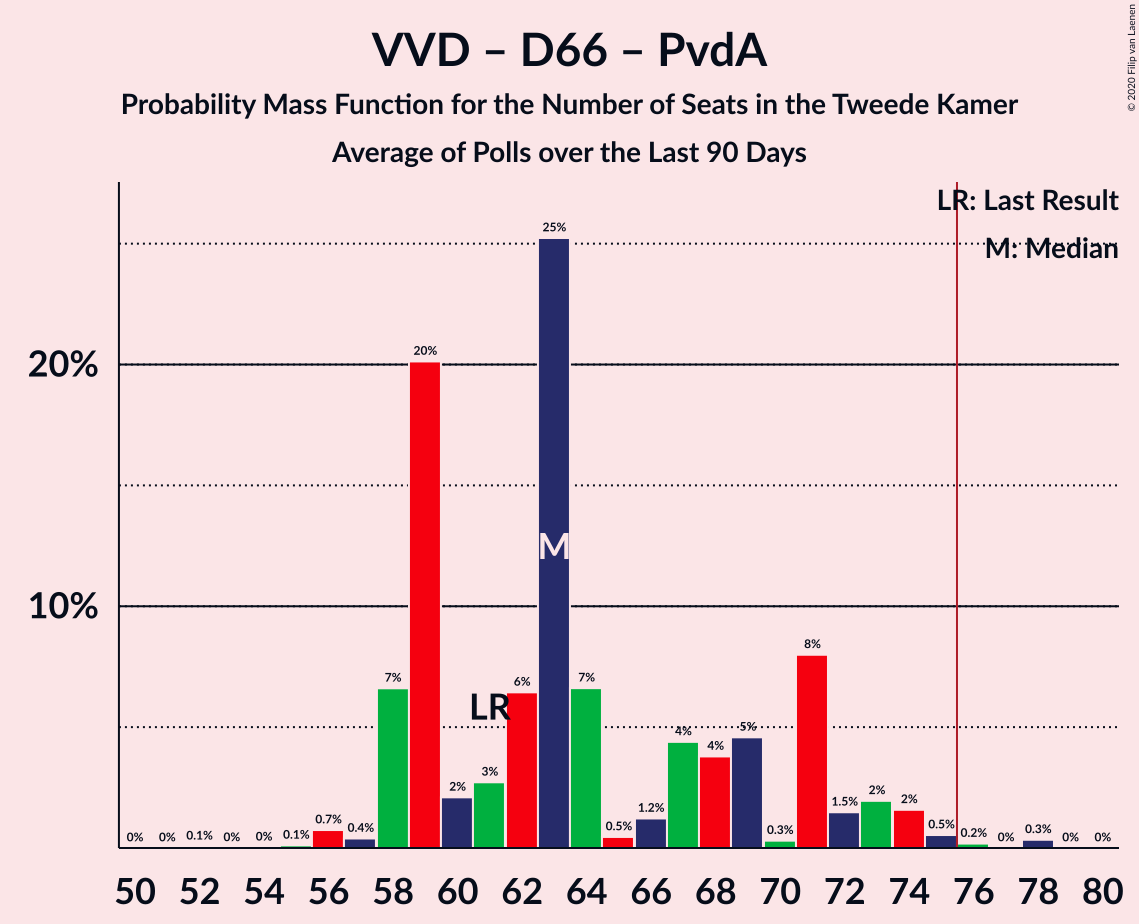 VVD – D66 – PvdA
Probability Mass Function for the Number of Seats in the Tweede Kamer
Average of Polls over the Last 90 Days
© 2020 Filip van Laenen
LR: Last Result
M: Median
20%
10%
0% 0% 0.1% 0% 0% 0.1% 0.7% 0.4% 7% 20% 2% 3% 6% 25% 7% 0.5% 1.2% 4% 4% 5% 0.3% 8% 1.5% 2% 2% 0.5% 0.2% 0% 0.3% 0% 0%
M
LR
50 52 54 56 58 60 62 64 66 68 70 72 74 76 78 80